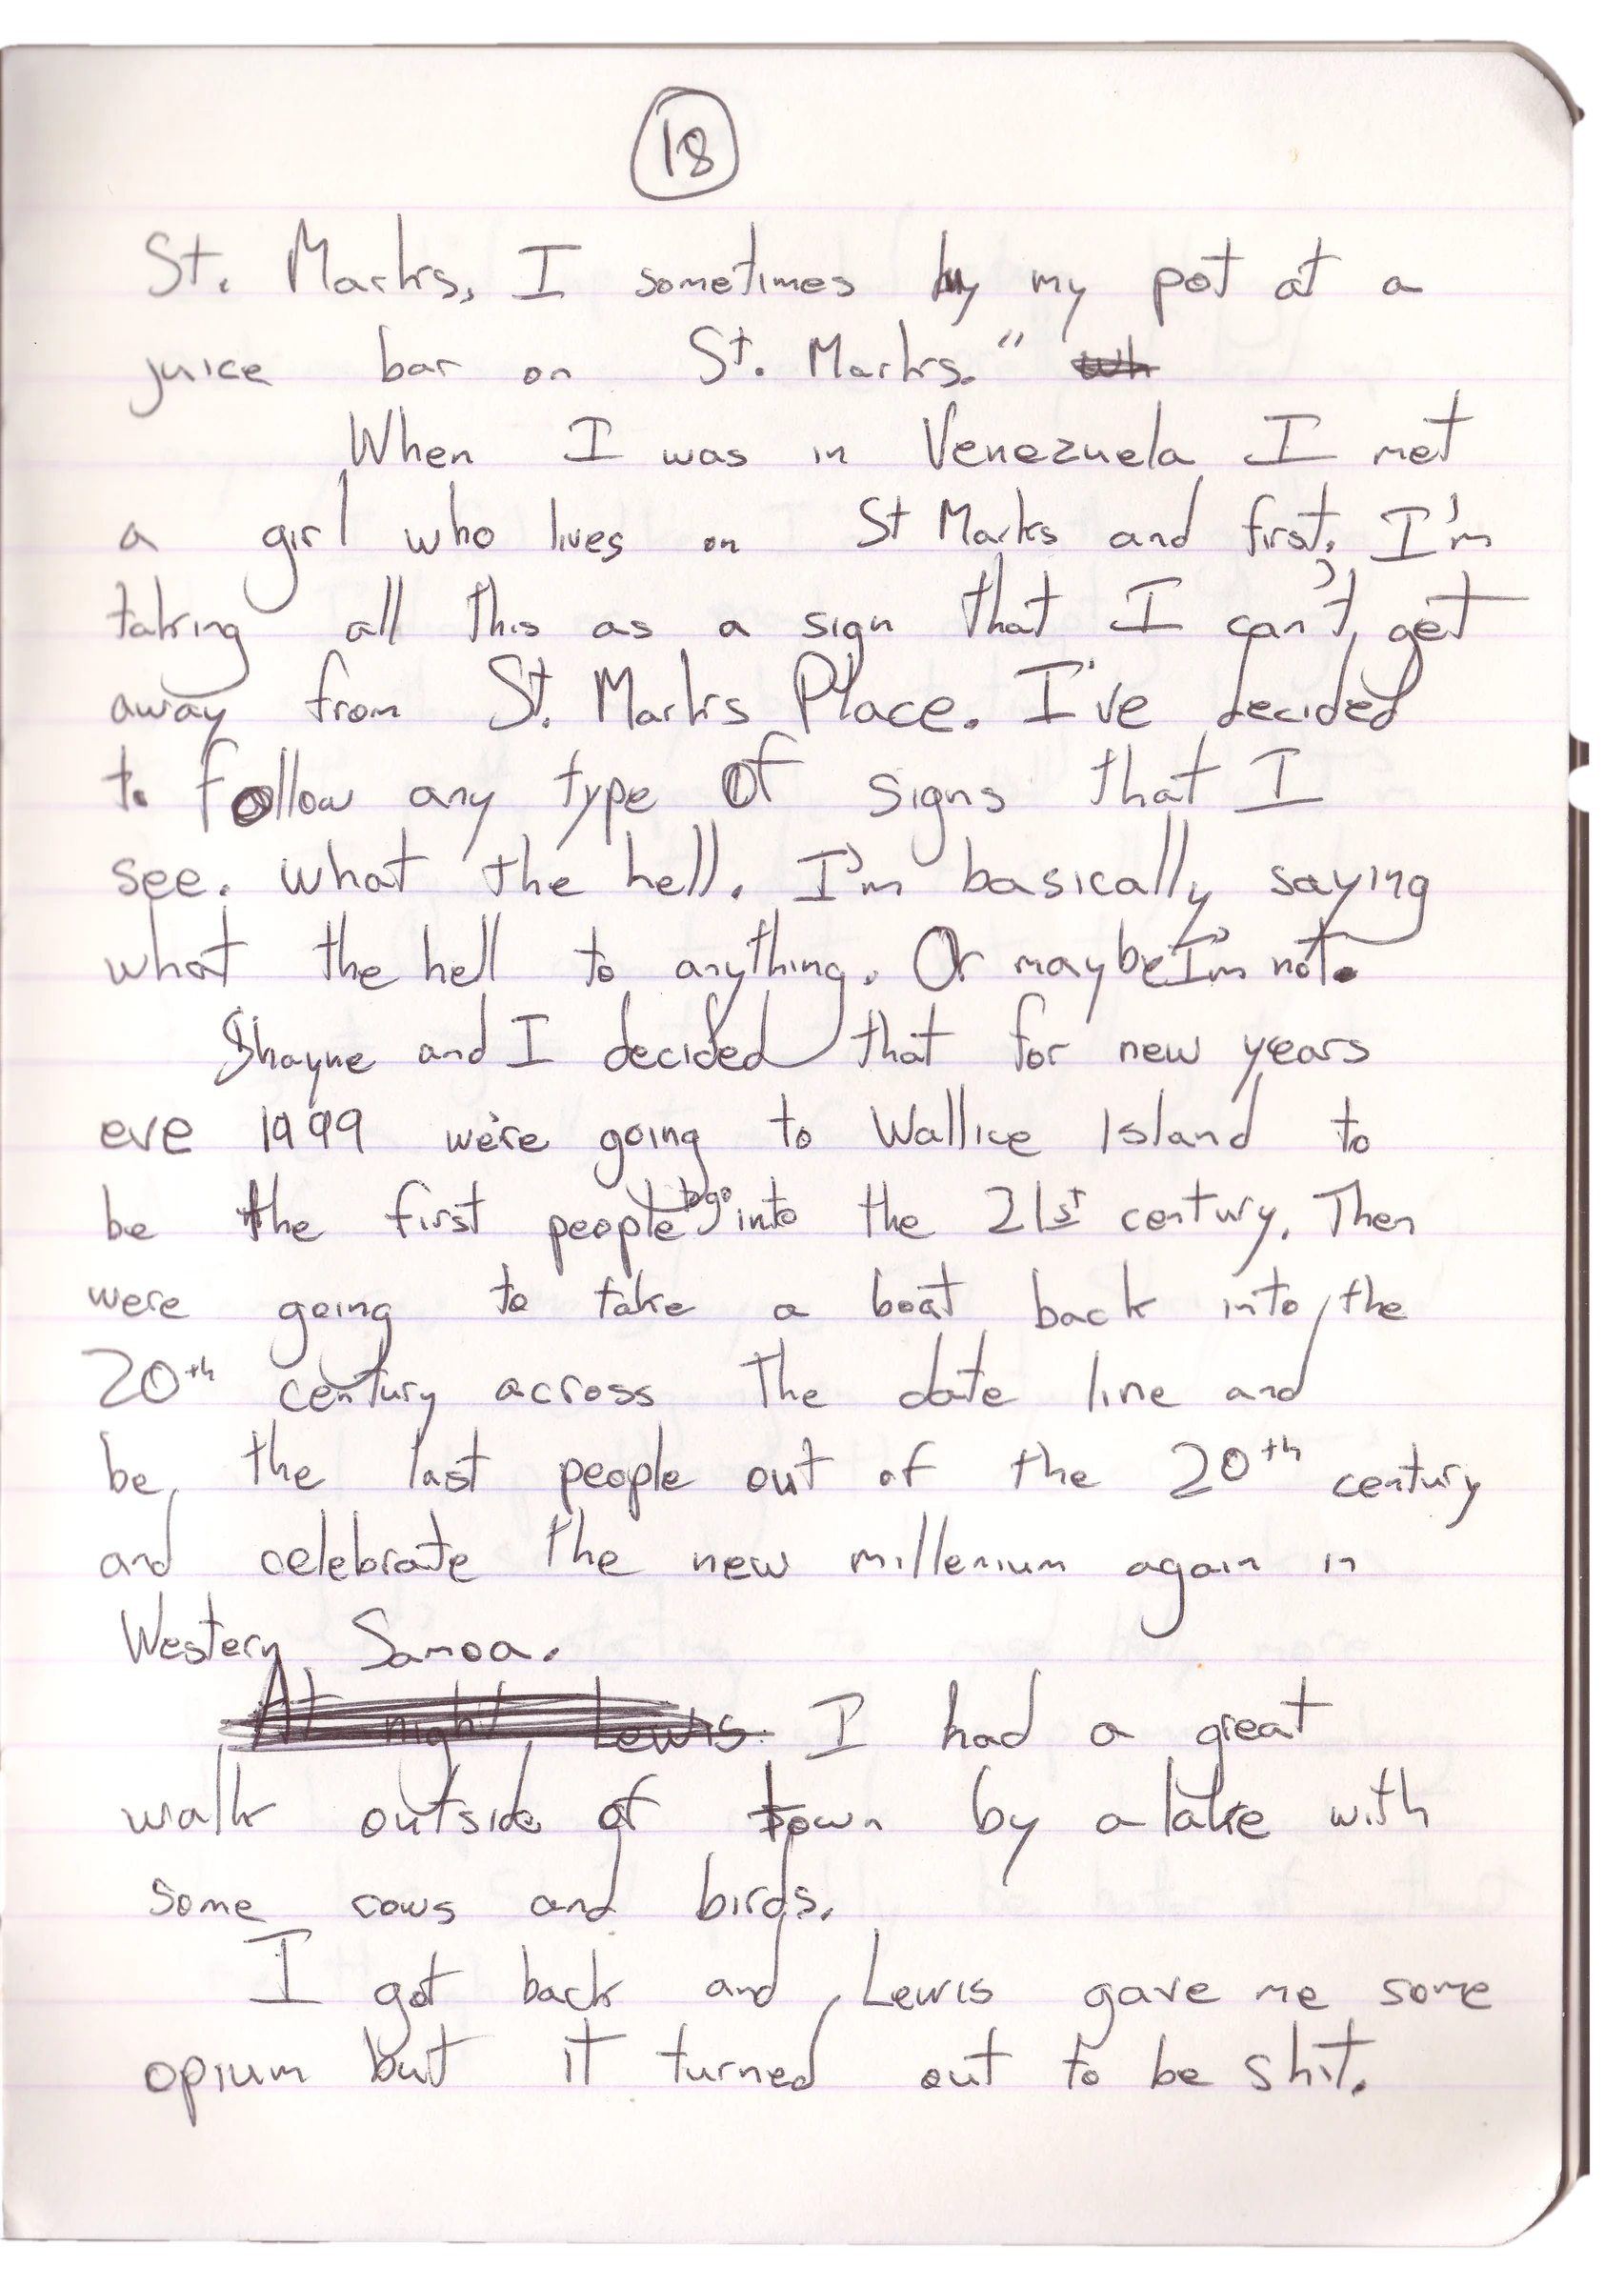 18
St. Marks, I sometimes by my pot at a
juice bar on St. Marks." Wh
When I was in Venezuela I met
a girl who lives on St Marks and first. I'm
taking all this as a sign that I can't get
away from St. Marks Place. I've decided
to follow any type of signs that I
see. What the hell. I'm basically saying
what the hell to anything. Or maybe I'm not.
Shayne and I decided that for new years
eve 1999 we're going to Wallice Island to
be the first people to go into the 21st century. Then
were going to take a boat back into the
20th century across the date line and
be the last people out of the 20th century
and celebrate the new millenium again in
Western Samoa.
At night Lewis. I had a great
walk outside of town by a lake with
some cows and birds.
I got back and Lewis gave me some
opium but it turned out to be shit.